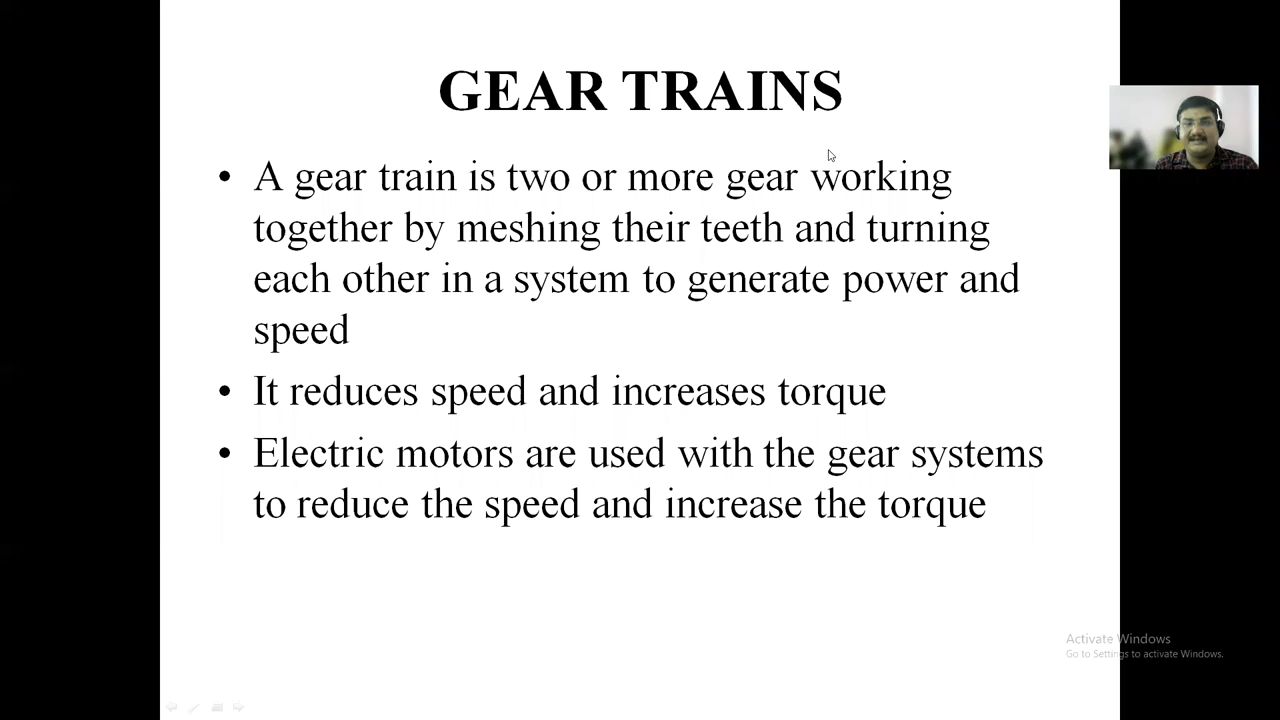 GEAR TRAINS
• A gear train is two or more gear working
together by meshing their teeth and turning
each other in a system to generate power and
speed
• It reduces speed and increases torque
• Electric motors are used with the gear systems
to reduce the speed and increase the torque
Activate Windows
Go to Settings to activate Windows.